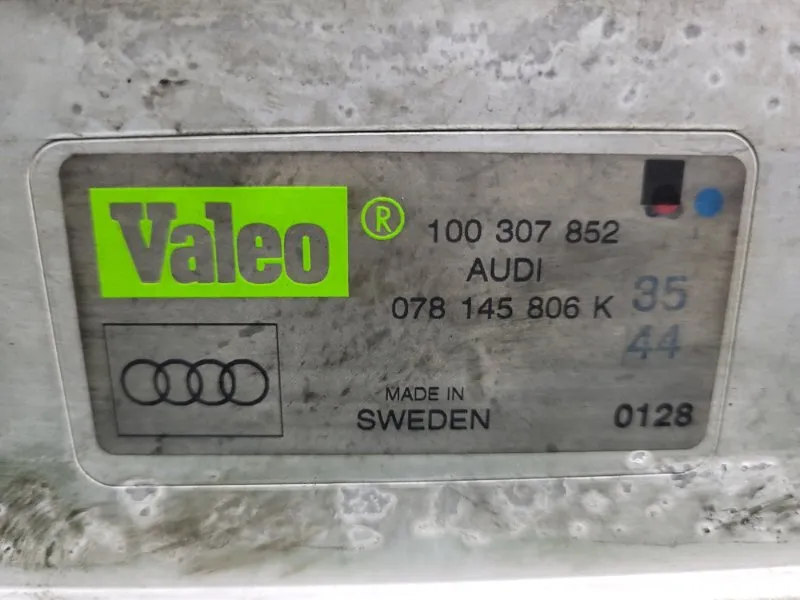 Valeo ®
100 307 852
AUDI
078 145 806 K
35
44
MADE IN
SWEDEN
0128